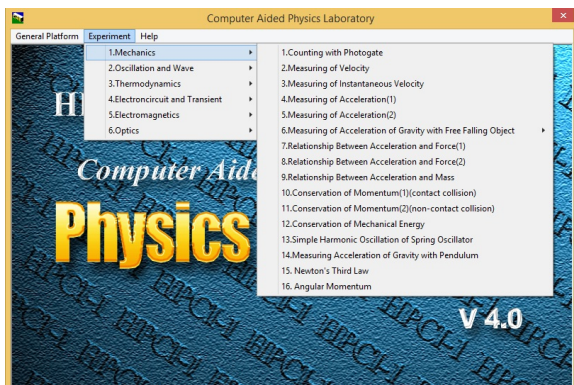 Computer Aided Physics Laboratory
General Platform Experiment Help
1.Mechanics
2.Oscillation and Wave
3.Thermodynamics
4.Electroncircuit and Transient
5.Electromagnetics
6.Optics
1.Counting with Photogate
2.Measuring of Velocity
3.Measuring of Instantaneous Velocity
4.Measuring of Acceleration(1)
5.Measuring of Acceleration(2)
6.Measuring of Acceleration of Gravity with Free Falling Object
7.Relationship Between Acceleration and Force(1)
8.Relationship Between Acceleration and Force(2)
9.Relationship Between Acceleration and Mass
10.Conservation of Momentum(1)(contact collision)
11.Conservation of Momentum(2)(non-contact collision)
12.Conservation of Mechanical Energy
13.Simple Harmonic Oscillation of Spring Oscillator
14.Measuring Acceleration of Gravity with Pendulum
15. Newton's Third Law
16. Angular Momentum
Computer Aide
Physics
V 4.0